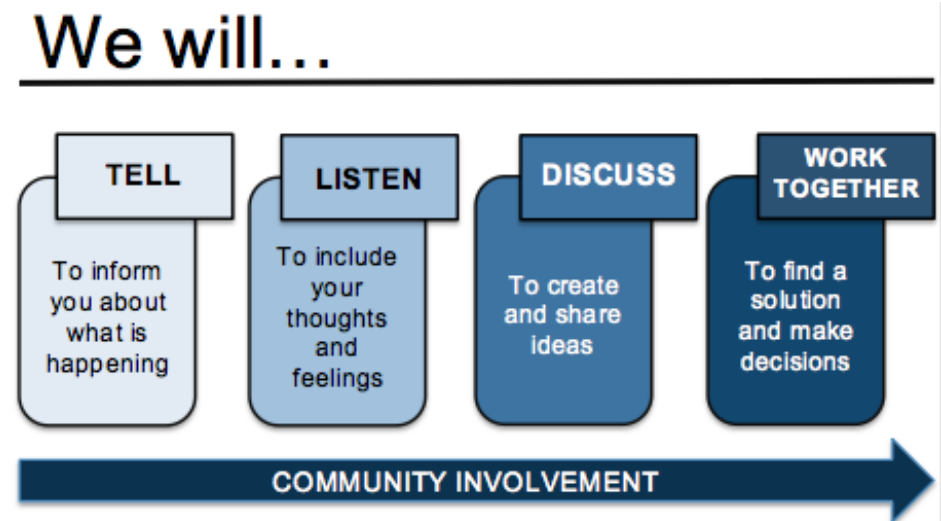 We will...
TELL
To inform
you about
what is
happening
LISTEN
To include
your
thoughts
and
feelings
DISCUSS
To create
and share
ideas
WORK
TOGETHER
To find a
solution
and make
decisions
COMMUNITY INVOLVEMENT